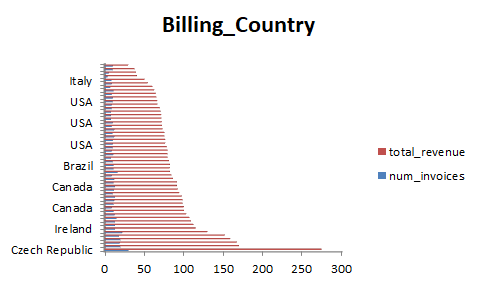 Billing_Country
Italy
USA
USA
USA
Brazil
Canada
Canada
Ireland
Czech Republic
total_revenue
num_invoices
0 50 100 150 200 250 300